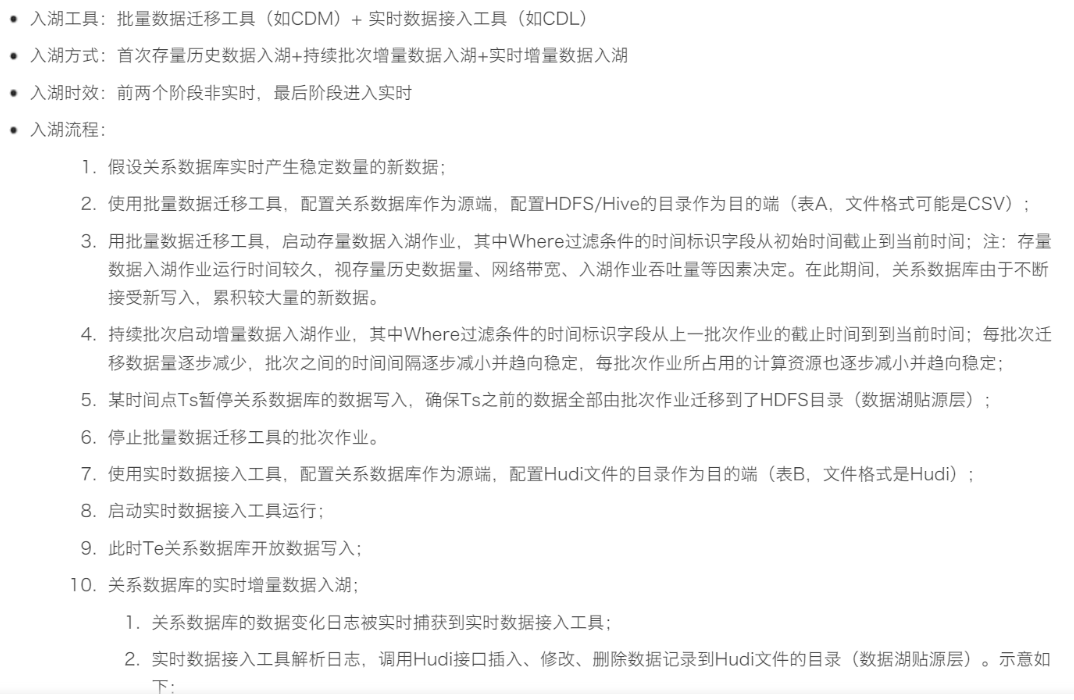 • 入湖工具：批量数据迁移工具（如CDM）+ 实时数据接入工具（如CDL）
• 入湖方式：首次存量历史数据入湖+持续批次增量数据入湖+实时增量数据入湖
• 入湖时效：前两个阶段非实时，最后阶段进入实时
• 入湖流程：
1. 假设关系数据库实时产生稳定数量的新数据；
2. 使用批量数据迁移工具，配置关系数据库作为源端，配置HDFS/Hive的目录作为目的端（表A，文件格式可能是CSV）；
3. 用批量数据迁移工具，启动存量数据入湖作业，其中Where过滤条件的时间标识字段从初始时间截止到当前时间；注：存量
数据入湖作业运行时间较久，视存量历史数据量、网络带宽、入湖作业吞吐量等因素决定。在此期间，关系数据库由于不断
接受新写入，累积较大量的新数据。
4. 持续批次启动增量数据入湖作业，其中Where过滤条件的时间标识字段从上一批次作业的截止时间到到当前时间；每批次迁
移数据量逐步减少，批次之间的时间间隔逐步减小并趋向稳定，每批次作业所占用的计算资源也逐步减小并趋向稳定；
5. 某时间点Ts暂停关系数据库的数据写入，确保Ts之前的数据全部由批次作业迁移到了HDFS目录（数据湖贴源层）；
6. 停止批量数据迁移工具的批次作业。
7. 使用实时数据接入工具，配置关系数据库作为源端，配置Hudi文件的目录作为目的端（表B，文件格式是Hudi）；
8. 启动实时数据接入工具运行；
9. 此时Te关系数据库开放数据写入；
10. 关系数据库的实时增量数据入湖；
1. 关系数据库的数据变化日志被实时捕获到实时数据接入工具；
2. 实时数据接入工具解析日志，调用Hudi接口插入、修改、删除数据记录到Hudi文件的目录（数据湖贴源层）。示意如
下：